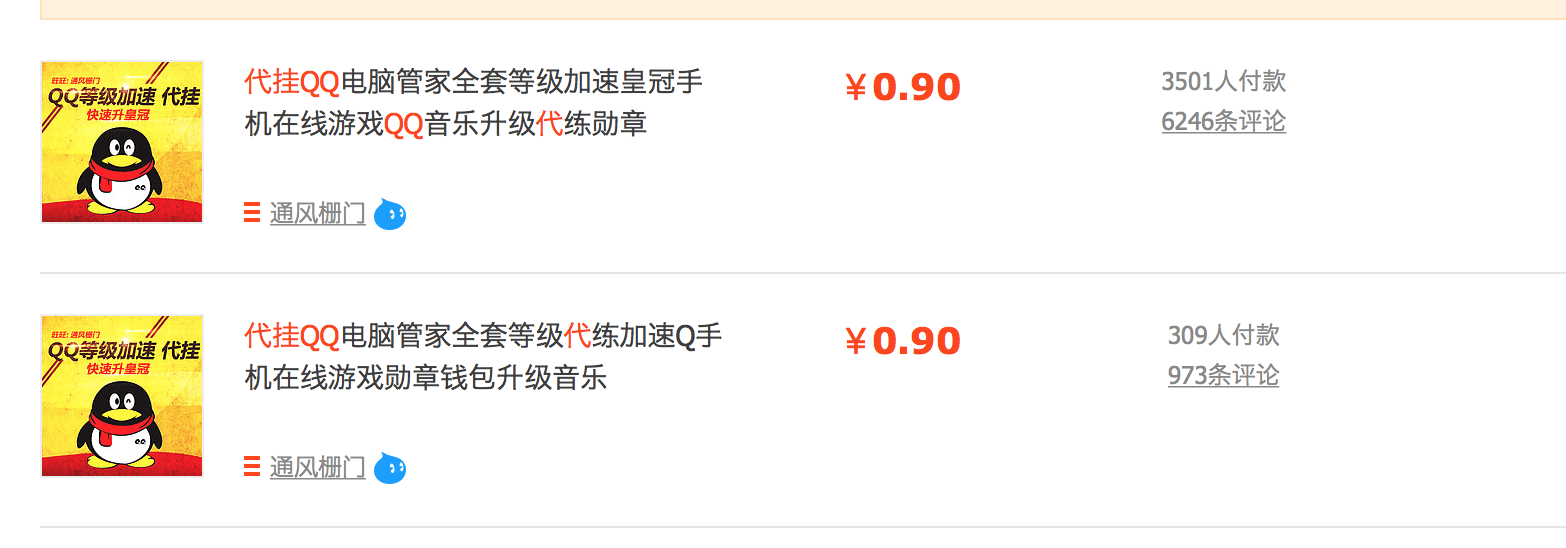 旺旺: 通风栅门
QQ等级加速 代挂
快速升皇冠
代挂QQ电脑管家全套等级加速皇冠手
机在线游戏QQ音乐升级代练勋章
¥0.90
3501人付款
6246条评论
通风栅门
旺旺: 通风栅门
QQ等级加速 代挂
快速升皇冠
代挂QQ电脑管家全套等级代练加速Q手
机在线游戏勋章钱包升级音乐
¥0.90
309人付款
973条评论
通风栅门